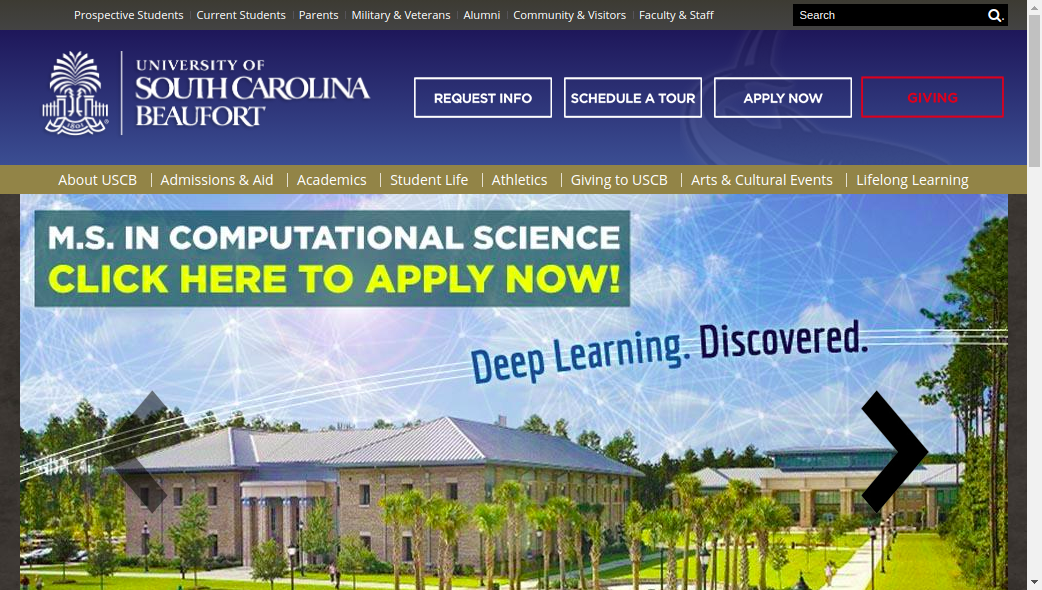 Prospective Students
Current Students
Parents
Military & Veterans
Alumni
Community & Visitors
Faculty & Staff
Search
UNIVERSITY OF
SOUTH CAROLINA
BEAUFORT
REQUEST INFO
SCHEDULE A TOUR
APPLY NOW
GIVING
About USCB
Admissions & Aid
Academics
Student Life
Athletics
Giving to USCB
Arts & Cultural Events
Lifelong Learning
M.S. IN COMPUTATIONAL SCIENCE
CLICK HERE TO APPLY NOW!
Deep Learning. Discovered.